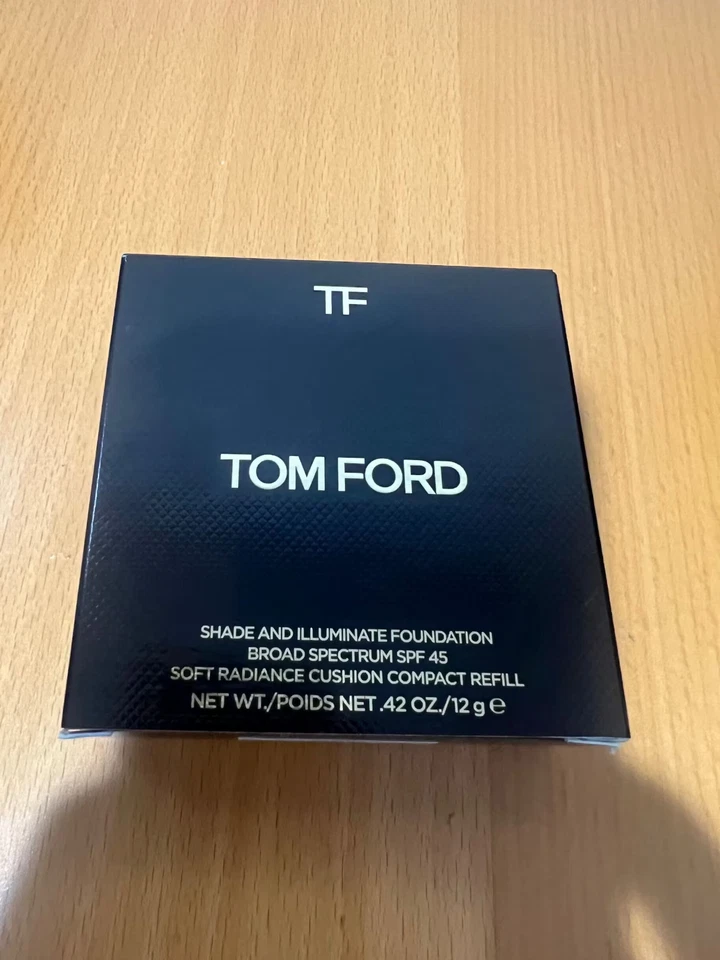 TF
TOM FORD
SHADE AND ILLUMINATE FOUNDATION
BROAD SPECTRUM SPF 45
SOFT RADIANCE CUSHION COMPACT REFILL
NET WT./POIDS NET .42 OZ./12 g ℮